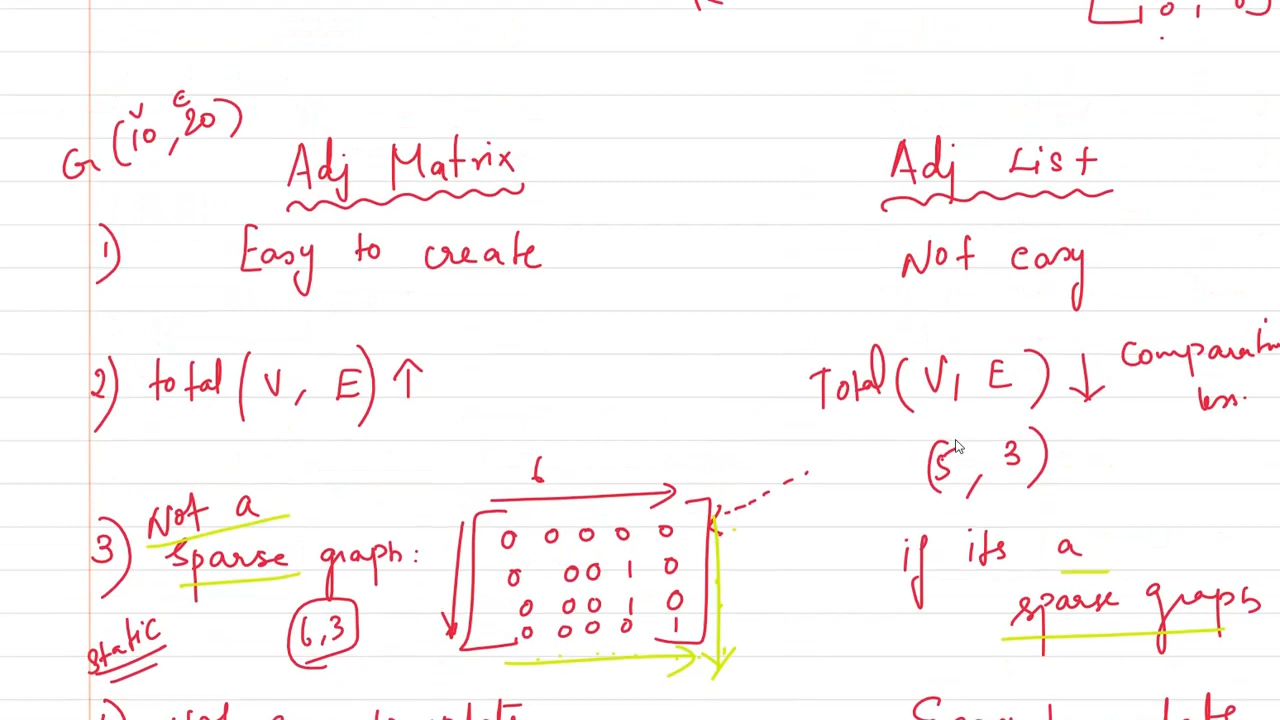 G(10, 20)
V E
Adj Matrix
Adj List
1) Easy to create
Not easy
2) total(V, E)↑
Total(V, E)↓
less.
(5, 3)
3) Not a
sparse graph:
6,3
static
6
0 0 0 0 0
0 0 0 1 0
0 0 0 1 0
0 0 0 0 1
if its a
sparse graph